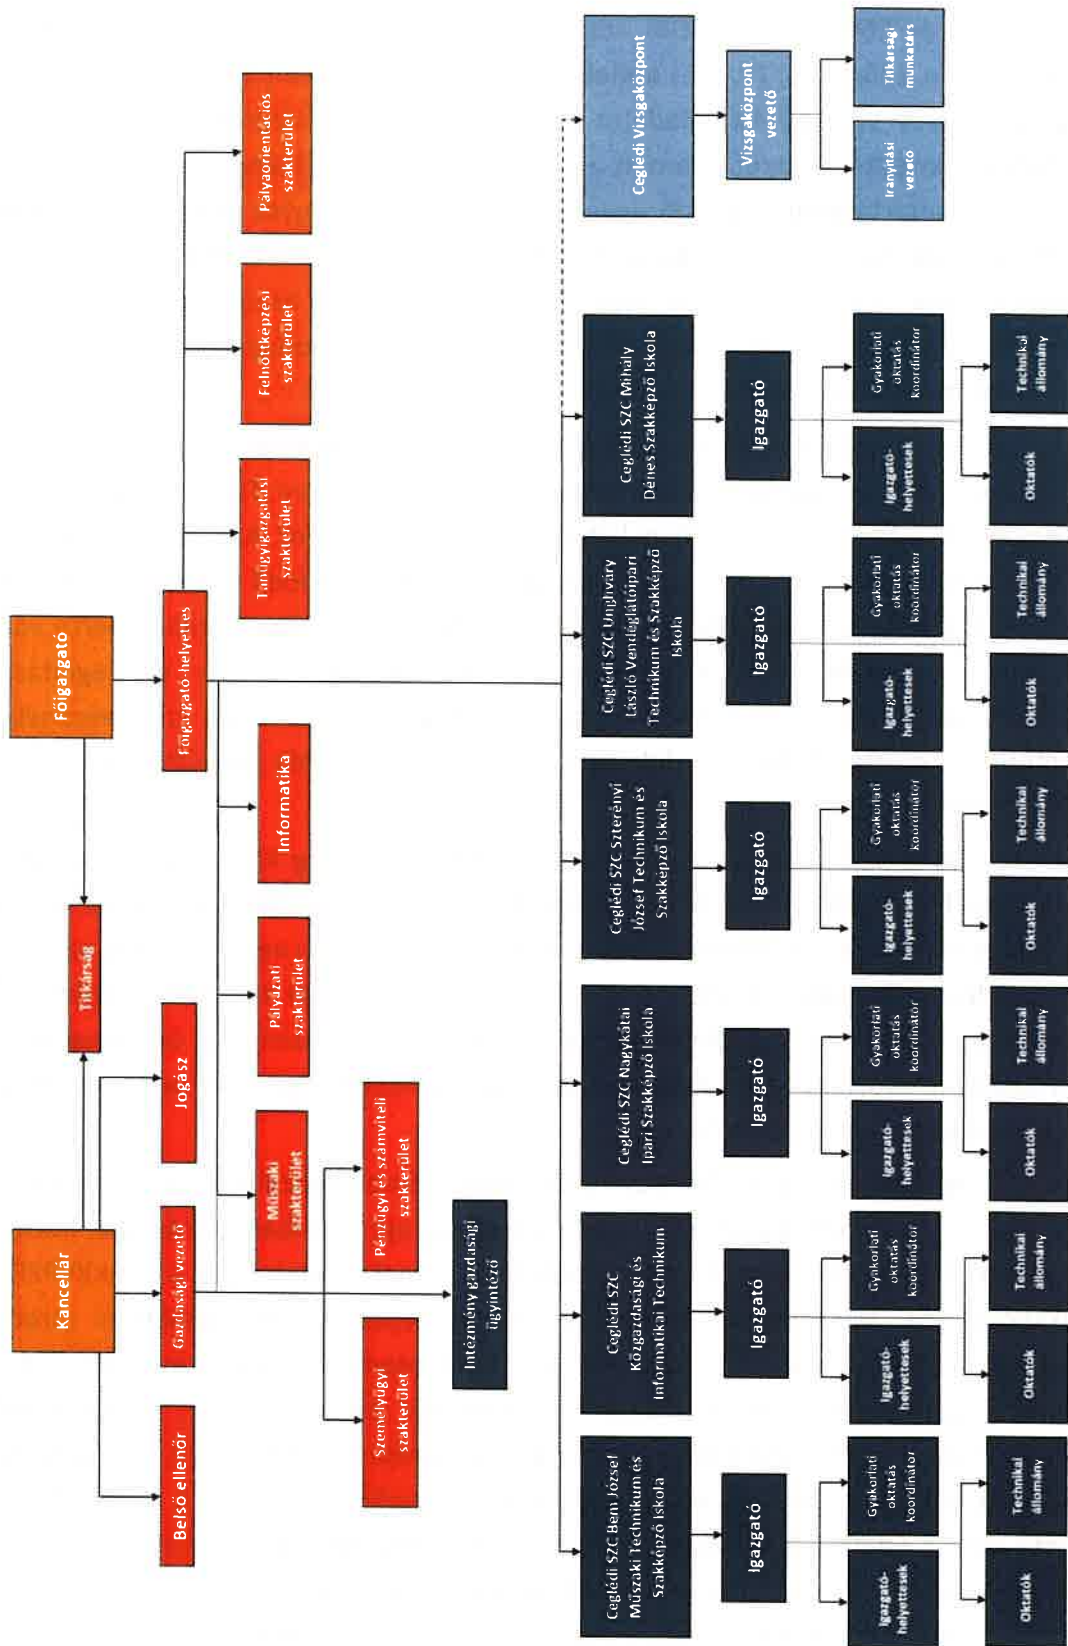 Kancellár
Főigazgató
Titkárság
Belső ellenőr
Gazdasági vezető
Jogász
Főigazgató-helyettes
Műszaki
szakterület
Pályázati
szakterület
Informatika
Tanügyigazgatási
szakterület
Felnőttképzési
szakterület
Pályaorientációs
szakterület
Személyügyi
szakterület
Pénzügyi és számviteli
szakterület
Intézmény gazdasági
ügyintéző
Ceglédi SZC Bem József
Műszaki Technikum és
Szakképző Iskola
Ceglédi SZC
Közgazdasági és
Informatika Technikum
Ceglédi SZC Nagykátai
Ipari Szakképző Iskola
Ceglédi SZC Szterényi
József Technikum és
Szakképző Iskola
Ceglédi SZC Unghváry
László Vendéglátóipari
Technikum és Szakképző
Iskola
Ceglédi SZC Mihály
Dénes Szakképző Iskola
Ceglédi Vizsgaközpont
Igazgató
Igazgató
Igazgató
Igazgató
Igazgató
Igazgató
Vizsgaközpont
vezető
Igazgató-
helyettesek
Gyakorlati
oktatás
koordinátor
Igazgató-
helyettesek
Gyakorlati
oktatás
koordinátor
Igazgató-
helyettesek
Gyakorlati
oktatás
koordinátor
Igazgató-
helyettesek
Gyakorlati
oktatás
koordinátor
Igazgató-
helyettesek
Gyakorlati
oktatás
koordinátor
Igazgató-
helyettesek
Gyakorlati
oktatás
koordinátor
Irányítási
vezető
Titkársági
munkatárs
Oktatók
Technikai
állomány
Oktatók
Technikai
állomány
Oktatók
Technikai
állomány
Oktatók
Technikai
állomány
Oktatók
Technikai
állomány
Oktatók
Technikai
állomány